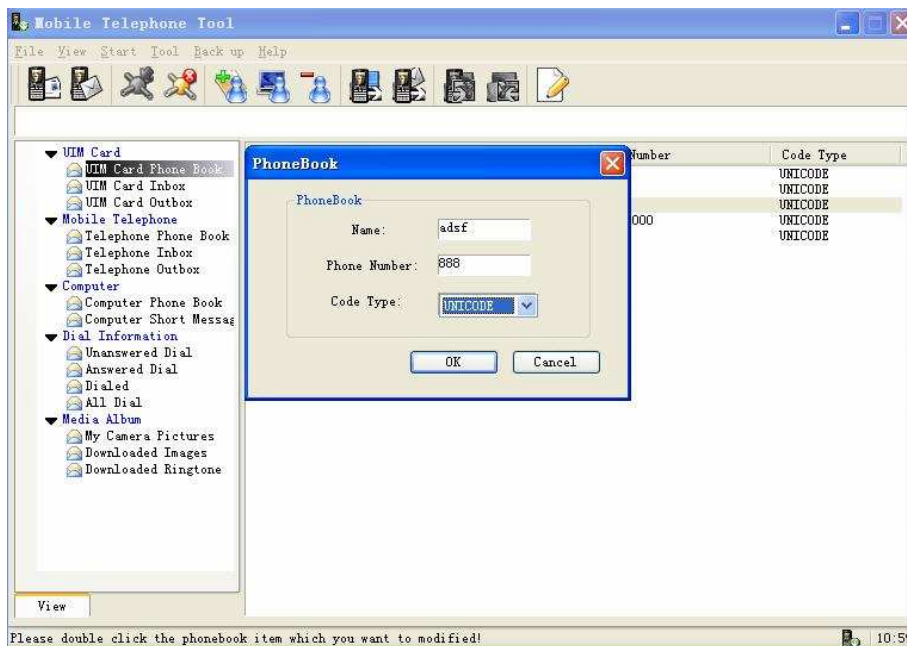 Mobile Telephone Tool
File View Start Tool Back up Help
UIM Card
UIM Card Phone Book
UIM Card Inbox
UIM Card Outbox
Mobile Telephone
Telephone Phone Book
Telephone Inbox
Telephone Outbox
Computer
Computer Phone Book
Computer Short Messag
Dial Information
Unanswered Dial
Answered Dial
Dialed
All Dial
Media Album
My Camera Pictures
Downloaded Images
Downloaded Ringtone
View
Number Code Type
UNICODE
UNICODE
UNICODE
000 UNICODE
UNICODE
PhoneBook
PhoneBook
Name: adsf
Phone Number: 888
Code Type: UNICODE
OK Cancel
Please double click the phonebook item which you want to modified!
10:59